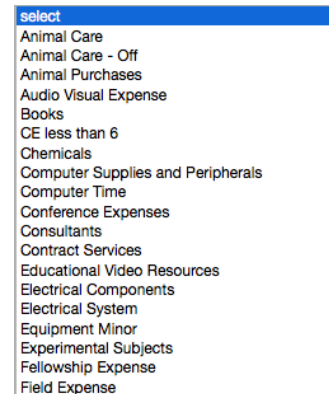 select
Animal Care
Animal Care - Off
Animal Purchases
Audio Visual Expense
Books
CE less than 6
Chemicals
Computer Supplies and Peripherals
Computer Time
Conference Expenses
Consultants
Contract Services
Educational Video Resources
Electrical Components
Electrical System
Equipment Minor
Experimental Subjects
Fellowship Expense
Field Expense